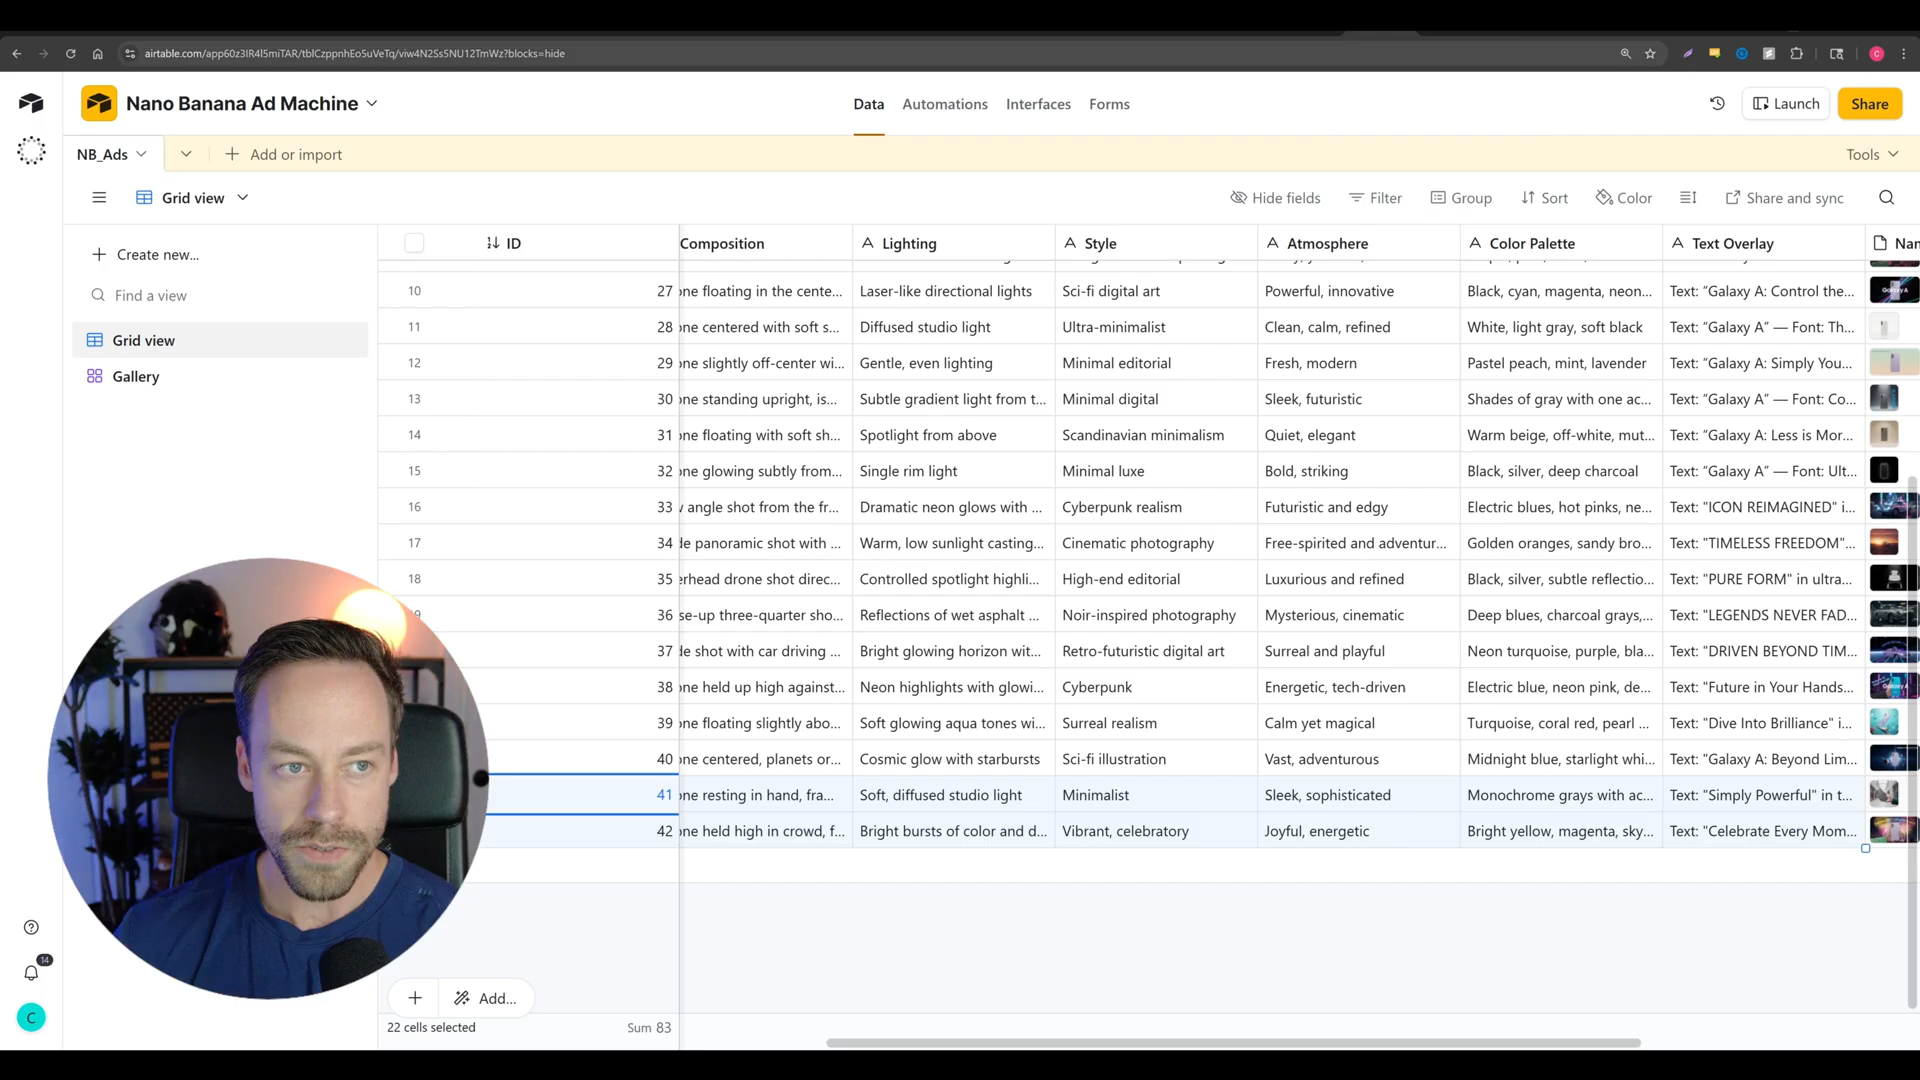 airtable.com/app60z3IR4l5miTAR/tblCzppnhEo5uVeTq/viw4N2Ss5NU12TmWz?blocks=hide
C
Nano Banana Ad Machine
Data Automations Interfaces Forms
Launch Share
NB_Ads + Add or import Tools
Grid view Hide fields Filter Group Sort Color Share and sync
+ Create new...
Find a view
Grid view
Gallery
ID Composition Lighting Style Atmosphere Color Palette Text Overlay Nan
10 27 one floating in the cente... Laser-like directional lights Sci-fi digital art Powerful, innovative Black, cyan, magenta, neon... Text: “Galaxy A: Control the...
11 28 one centered with soft s... Diffused studio light Ultra-minimalist Clean, calm, refined White, light gray, soft black Text: “Galaxy A” — Font: Th...
12 29 one slightly off-center wi... Gentle, even lighting Minimal editorial Fresh, modern Pastel peach, mint, lavender Text: “Galaxy A: Simply You...
13 30 one standing upright, is... Subtle gradient light from t... Minimal digital Sleek, futuristic Shades of gray with one ac... Text: “Galaxy A” — Font: Co...
14 31 one floating with soft sh... Spotlight from above Scandinavian minimalism Quiet, elegant Warm beige, off-white, mut... Text: “Galaxy A: Less is Mor...
15 32 one glowing subtly from... Single rim light Minimal luxe Bold, striking Black, silver, deep charcoal Text: “Galaxy A” — Font: Ult...
16 33 w angle shot from the fr... Dramatic neon glows with ... Cyberpunk realism Futuristic and edgy Electric blues, hot pinks, ne... Text: "ICON REIMAGINED" i...
17 34 de panoramic shot with ... Warm, low sunlight casting... Cinematic photography Free-spirited and adventur... Golden oranges, sandy bro... Text: "TIMELESS FREEDOM"...
18 35 erhead drone shot direc... Controlled spotlight highli... High-end editorial Luxurious and refined Black, silver, subtle reflectio... Text: "PURE FORM" in ultra...
9 36 se-up three-quarter sho... Reflections of wet asphalt ... Noir-inspired photography Mysterious, cinematic Deep blues, charcoal grays,... Text: "LEGENDS NEVER FAD...
37 de shot with car driving ... Bright glowing horizon wit... Retro-futuristic digital art Surreal and playful Neon turquoise, purple, bla... Text: "DRIVEN BEYOND TIM...
38 one held up high against... Neon highlights with glowi... Cyberpunk Energetic, tech-driven Electric blue, neon pink, de... Text: "Future in Your Hands...
39 one floating slightly abo... Soft glowing aqua tones wi... Surreal realism Calm yet magical Turquoise, coral red, pearl ... Text: "Dive Into Brilliance" i...
40 one centered, planets or... Cosmic glow with starbursts Sci-fi illustration Vast, adventurous Midnight blue, starlight whi... Text: "Galaxy A: Beyond Lim...
41 one resting in hand, fra... Soft, diffused studio light Minimalist Sleek, sophisticated Monochrome grays with ac... Text: "Simply Powerful" in t...
42 one held high in crowd, f... Bright bursts of color and d... Vibrant, celebratory Joyful, energetic Bright yellow, magenta, sky... Text: "Celebrate Every Mom...
14
C
+ Add...
22 cells selected Sum 83